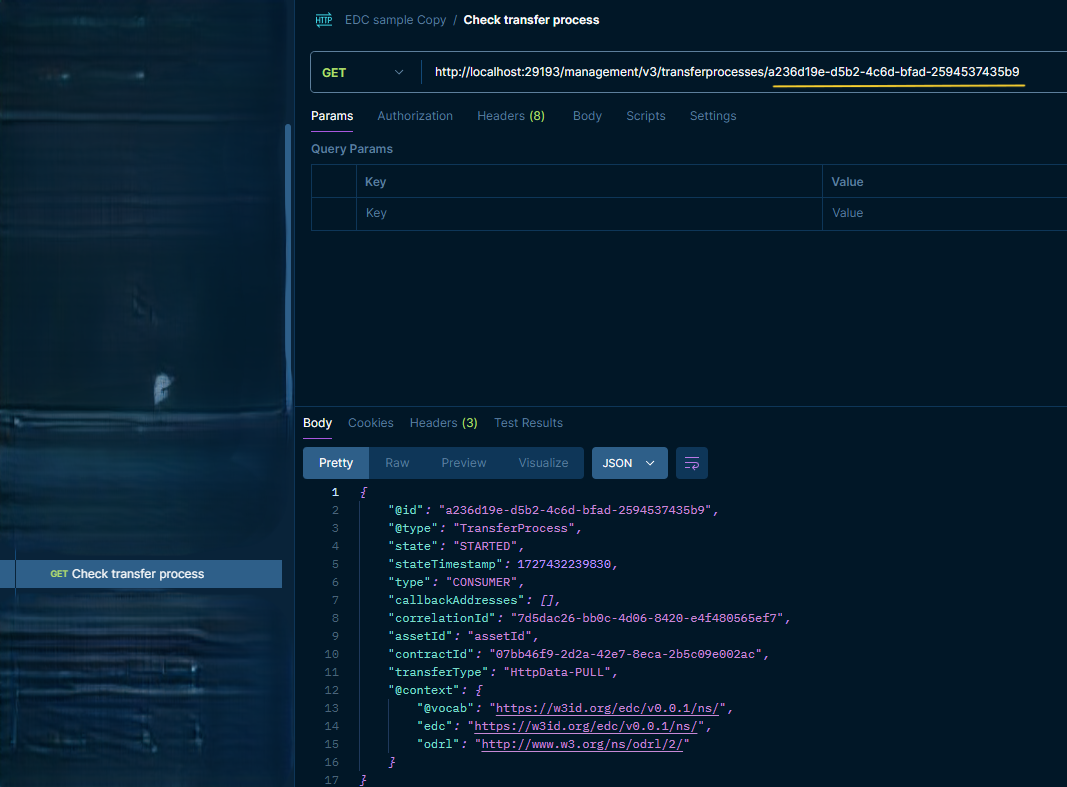 HTTP EDC sample Copy / Check transfer process
GET http://localhost:29193/management/v3/transferprocesses/a236d19e-d5b2-4c6d-bfad-2594537435b9
Params Authorization Headers (8) Body Scripts Settings
Query Params
Key Value
Key Value
Body Cookies Headers (3) Test Results
Pretty Raw Preview Visualize JSON
1 {
2 "@id": "a236d19e-d5b2-4c6d-bfad-2594537435b9",
3 "@type": "TransferProcess",
4 "state": "STARTED",
5 "stateTimestamp": 1727432239830,
6 "type": "CONSUMER",
7 "callbackAddresses": [],
8 "correlationId": "7d5dac26-bb0c-4d06-8420-e4f480565ef7",
9 "assetId": "assetId",
10 "contractId": "07bb46f9-2d2a-42e7-8eca-2b5c09e002ac",
11 "transferType": "HttpData-PULL",
12 "@context": {
13 "@vocab": "https://w3id.org/edc/v0.0.1/ns/",
14 "edc": "https://w3id.org/edc/v0.0.1/ns/",
15 "odrl": "http://www.w3.org/ns/odrl/2/"
16 }
17 }
GET Check transfer process